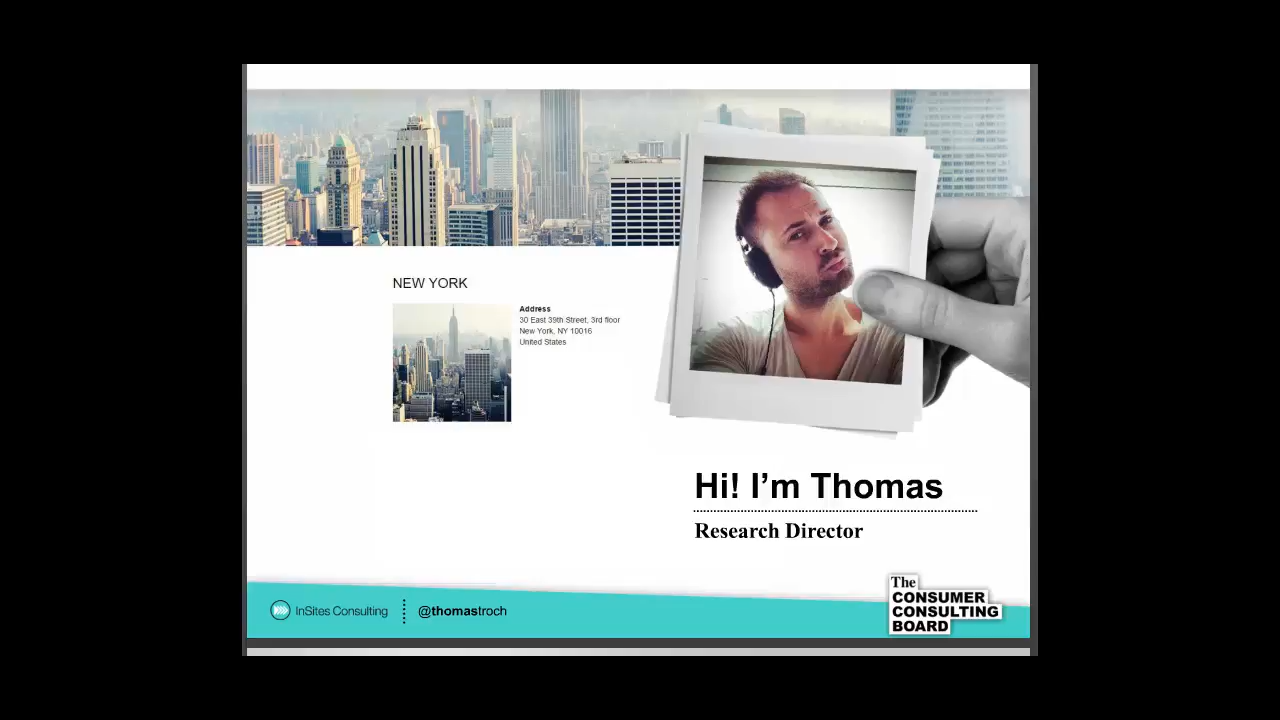 NEW YORK
Address
30 East 39th Street, 3rd floor
New York, NY 10016
United States
Hi! I’m Thomas
Research Director
InSites Consulting
@thomastroch
The
CONSUMER
CONSULTING
BOARD